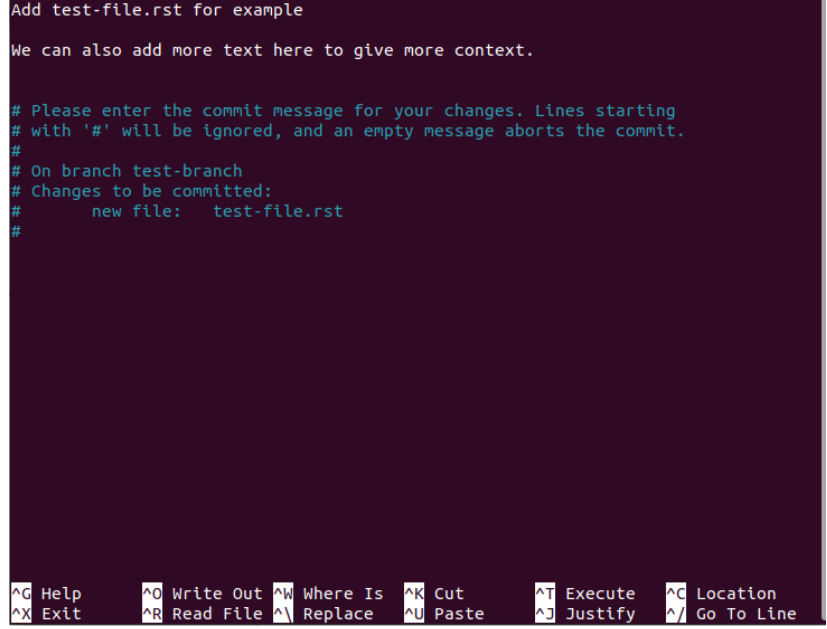 Add test-file.rst for example
We can also add more text here to give more context.
# Please enter the commit message for your changes. Lines starting
# with '#' will be ignored, and an empty message aborts the commit.
#
# On branch test-branch
# Changes to be committed:
#       new file:   test-file.rst
#
^G Help      ^O Write Out ^W Where Is  ^K Cut       ^T Execute   ^C Location
^X Exit      ^R Read File ^\ Replace   ^U Paste     ^J Justify   ^/ Go To Line